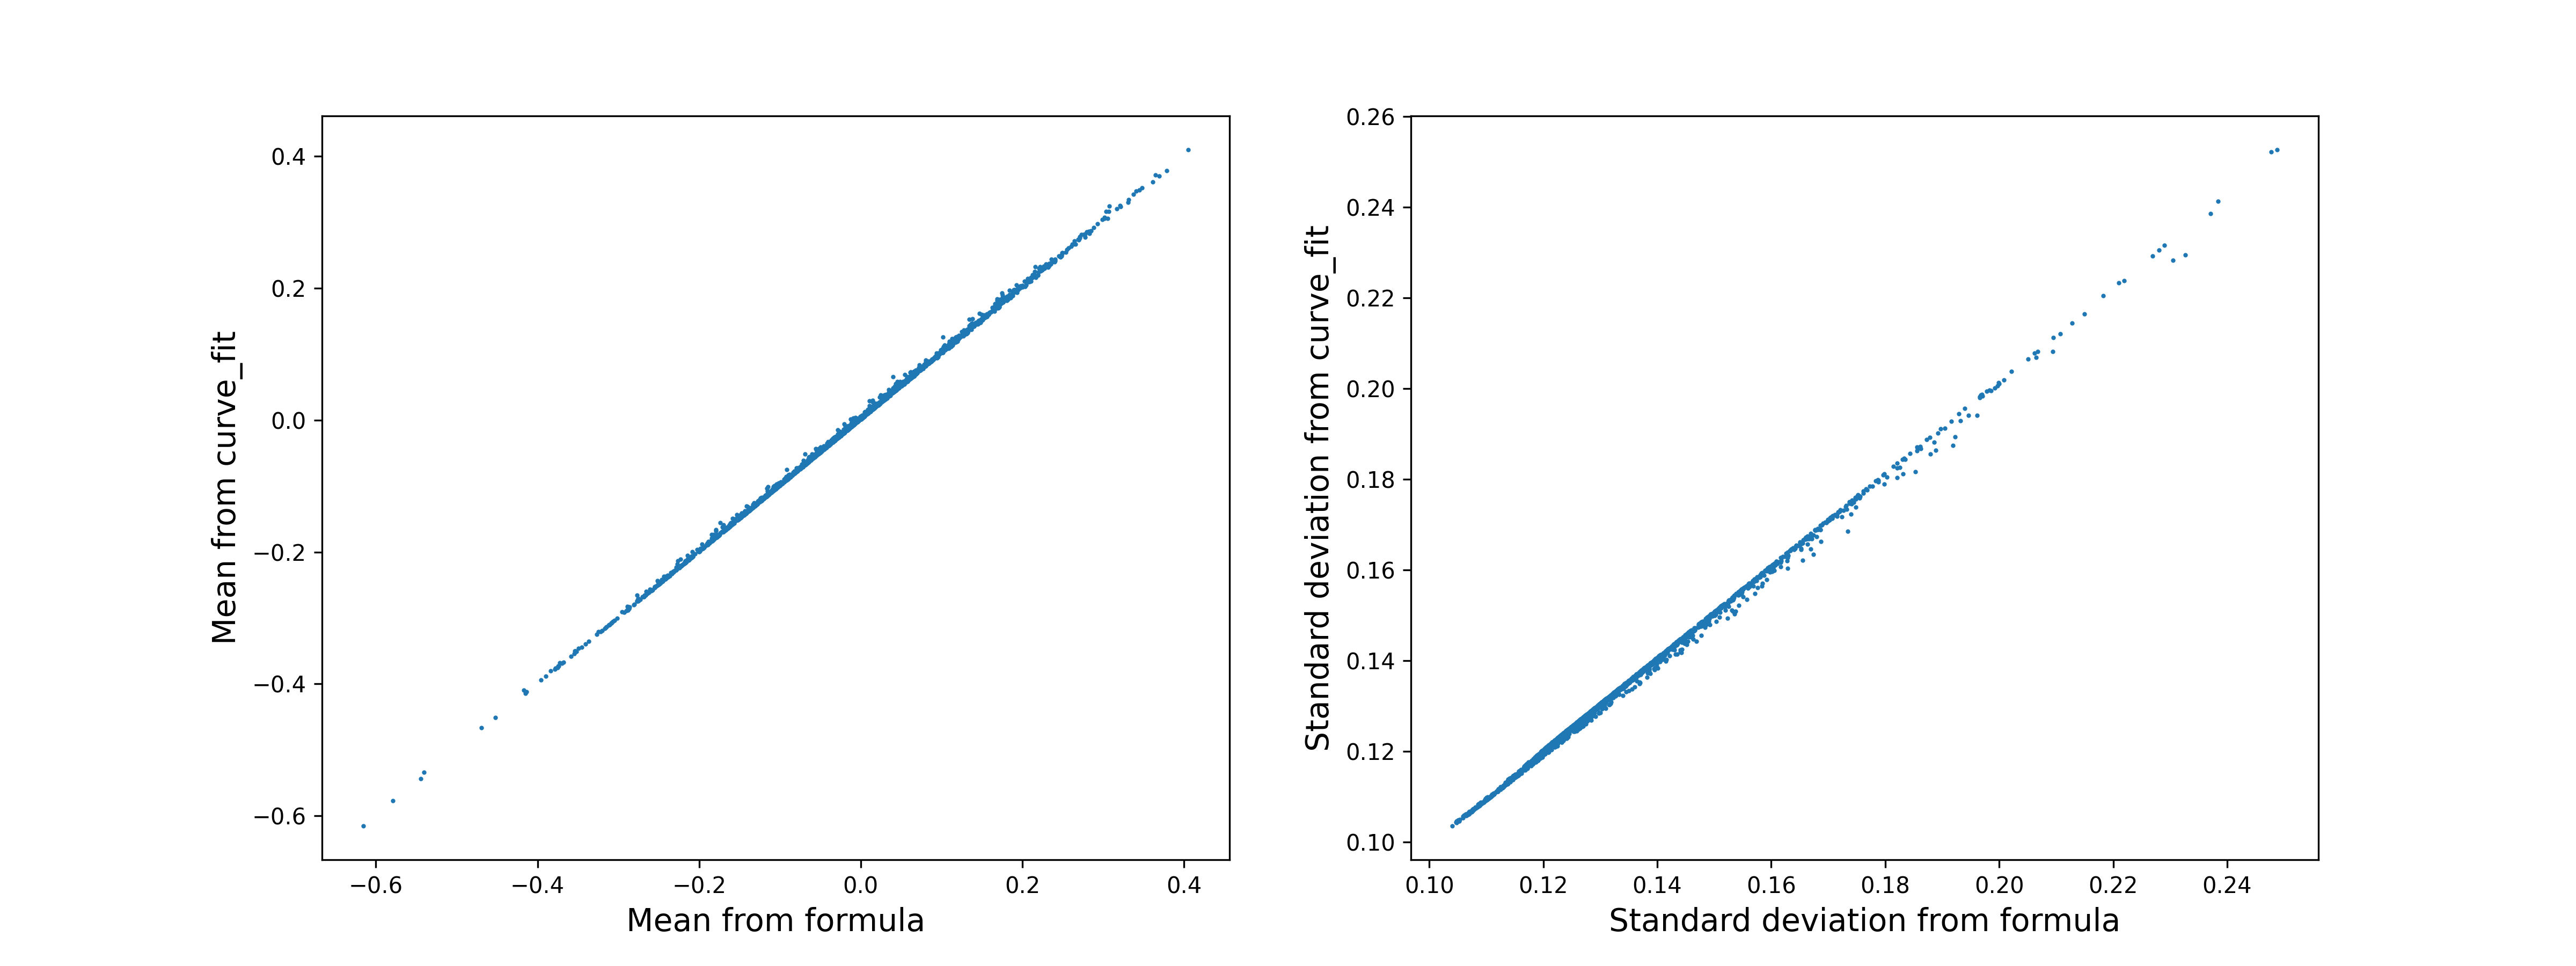 0.4
0.2
0.0
−0.2
−0.4
−0.6
Mean from curve_fit
−0.6 −0.4 −0.2 0.0 0.2 0.4
Mean from formula
0.26
0.24
0.22
0.20
0.18
0.16
0.14
0.12
0.10
Standard deviation from curve_fit
0.10 0.12 0.14 0.16 0.18 0.20 0.22 0.24
Standard deviation from formula